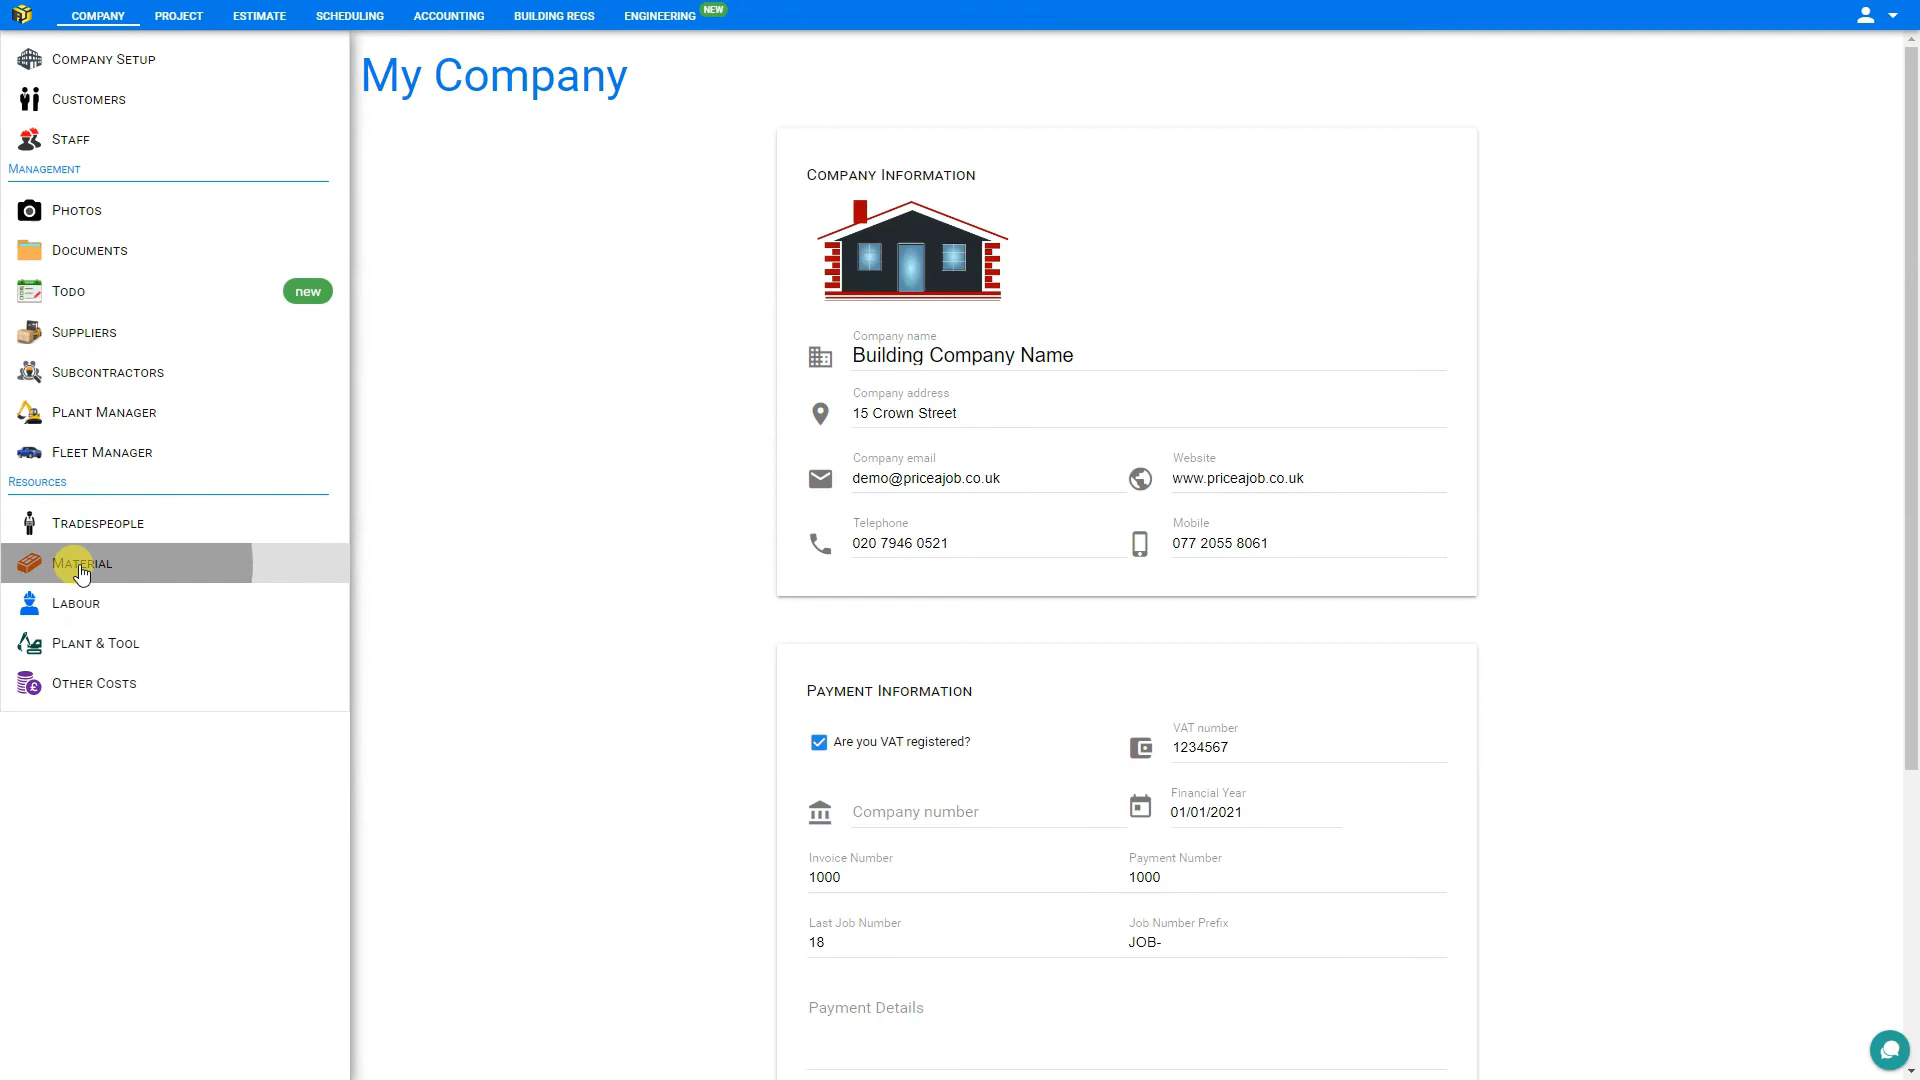 COMPANY PROJECT ESTIMATE SCHEDULING ACCOUNTING BUILDING REGS ENGINEERING NEW
Company Setup
Customers
Staff
Management
Photos
Documents
Todo new
Suppliers
Subcontractors
Plant Manager
Fleet Manager
Resources
Tradespeople
Material
Labour
Plant & Tool
Other Costs
My Company
Company Information
Company name
Building Company Name
Company address
15 Crown Street
Company email Website
demo@priceajob.co.uk www.priceajob.co.uk
Telephone Mobile
020 7946 0521 077 2055 8061
Payment Information
Are you VAT registered?
VAT number
1234567
Company number
Financial Year
01/01/2021
Invoice Number Payment Number
1000 1000
Last Job Number Job Number Prefix
18 JOB-
Payment Details